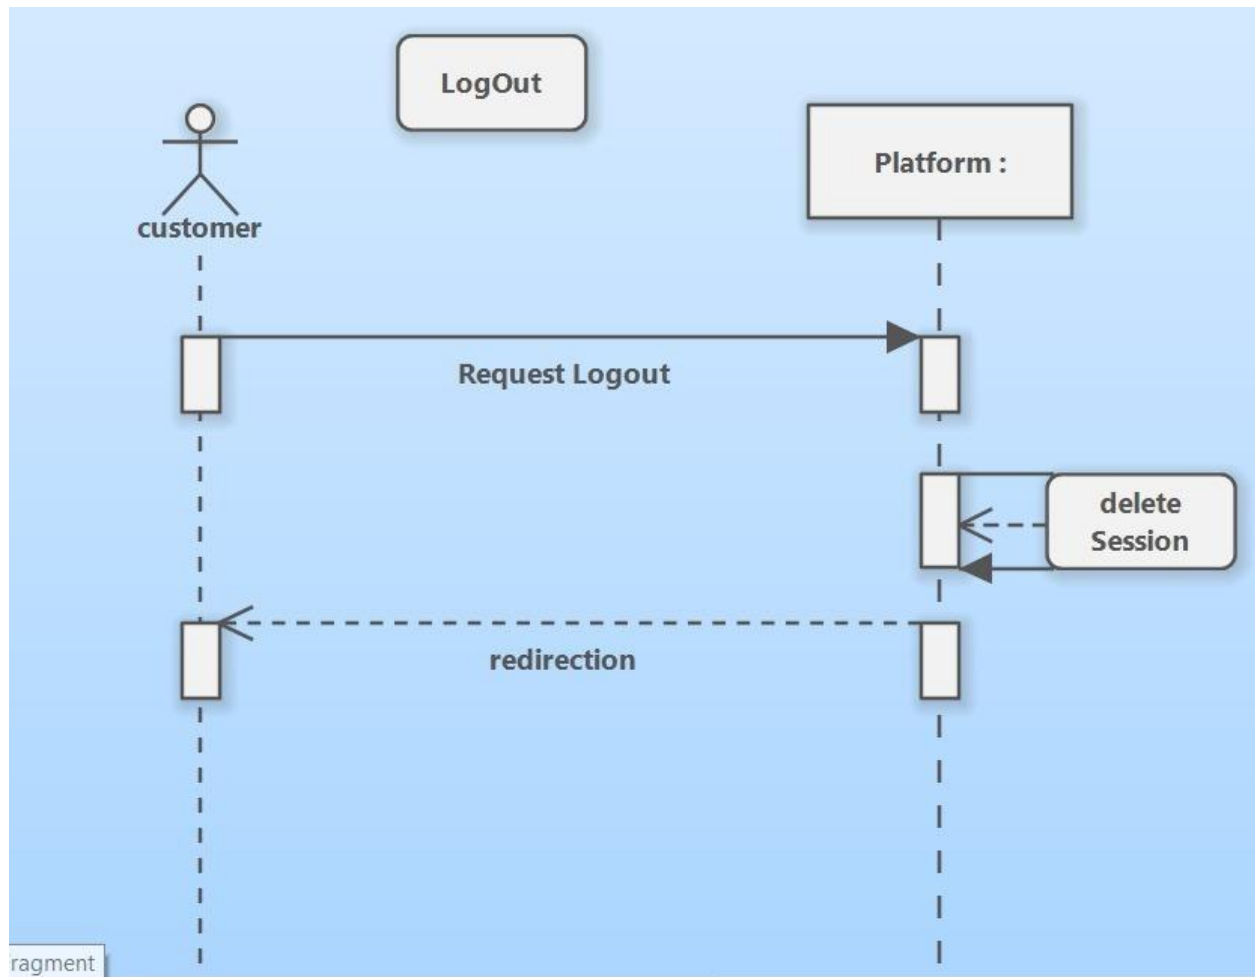 LogOut
Platform :
customer
Request Logout
delete
Session
redirection
ragment